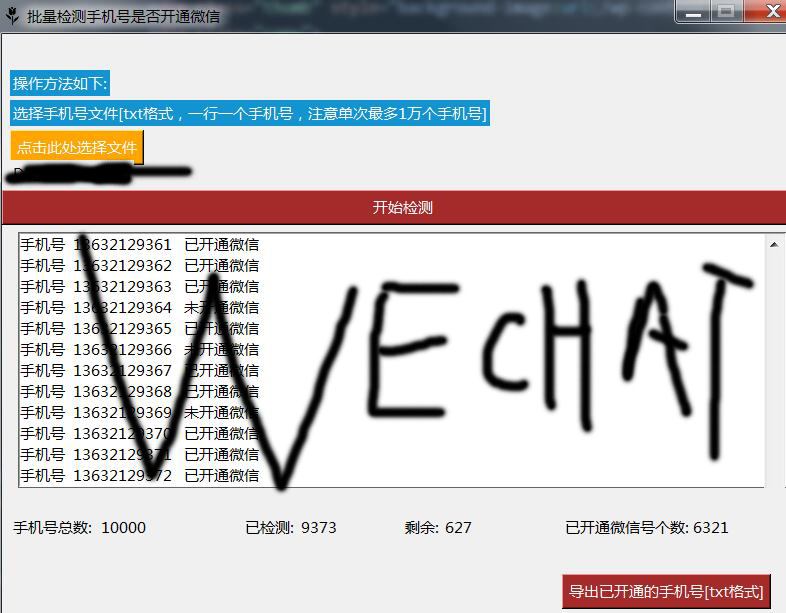 批量检测手机号是否开通微信
操作方法如下:
选择手机号文件[txt格式，一行一个手机号，注意单次最多1万个手机号]
点击此处选择文件
开始检测
手机号 13632129361 已开通微信
手机号 13632129362 已开通微信
手机号 13632129363 已开通微信
手机号 13632129364 未开通微信
手机号 13632129365 已开通微信
手机号 13632129366 未开通微信
手机号 13632129367 已开通微信
手机号 13632129368 已开通微信
手机号 13632129369 未开通微信
手机号 13632129370 已开通微信
手机号 13632129371 已开通微信
手机号 13632129372 已开通微信
WECHAT
手机号总数: 10000 已检测: 9373 剩余: 627 已开通微信号个数: 6321
导出已开通的手机号[txt格式]